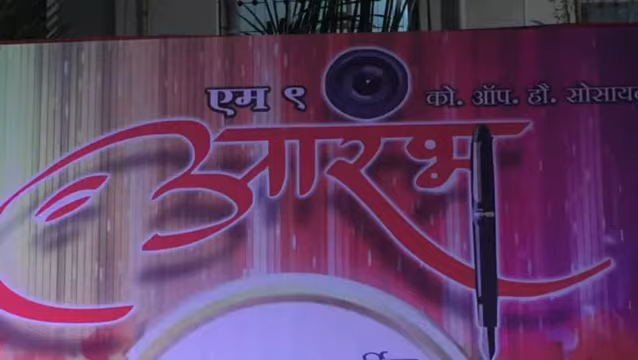 एम ९ को. ऑप. हौ. सोसाय
आरंभ